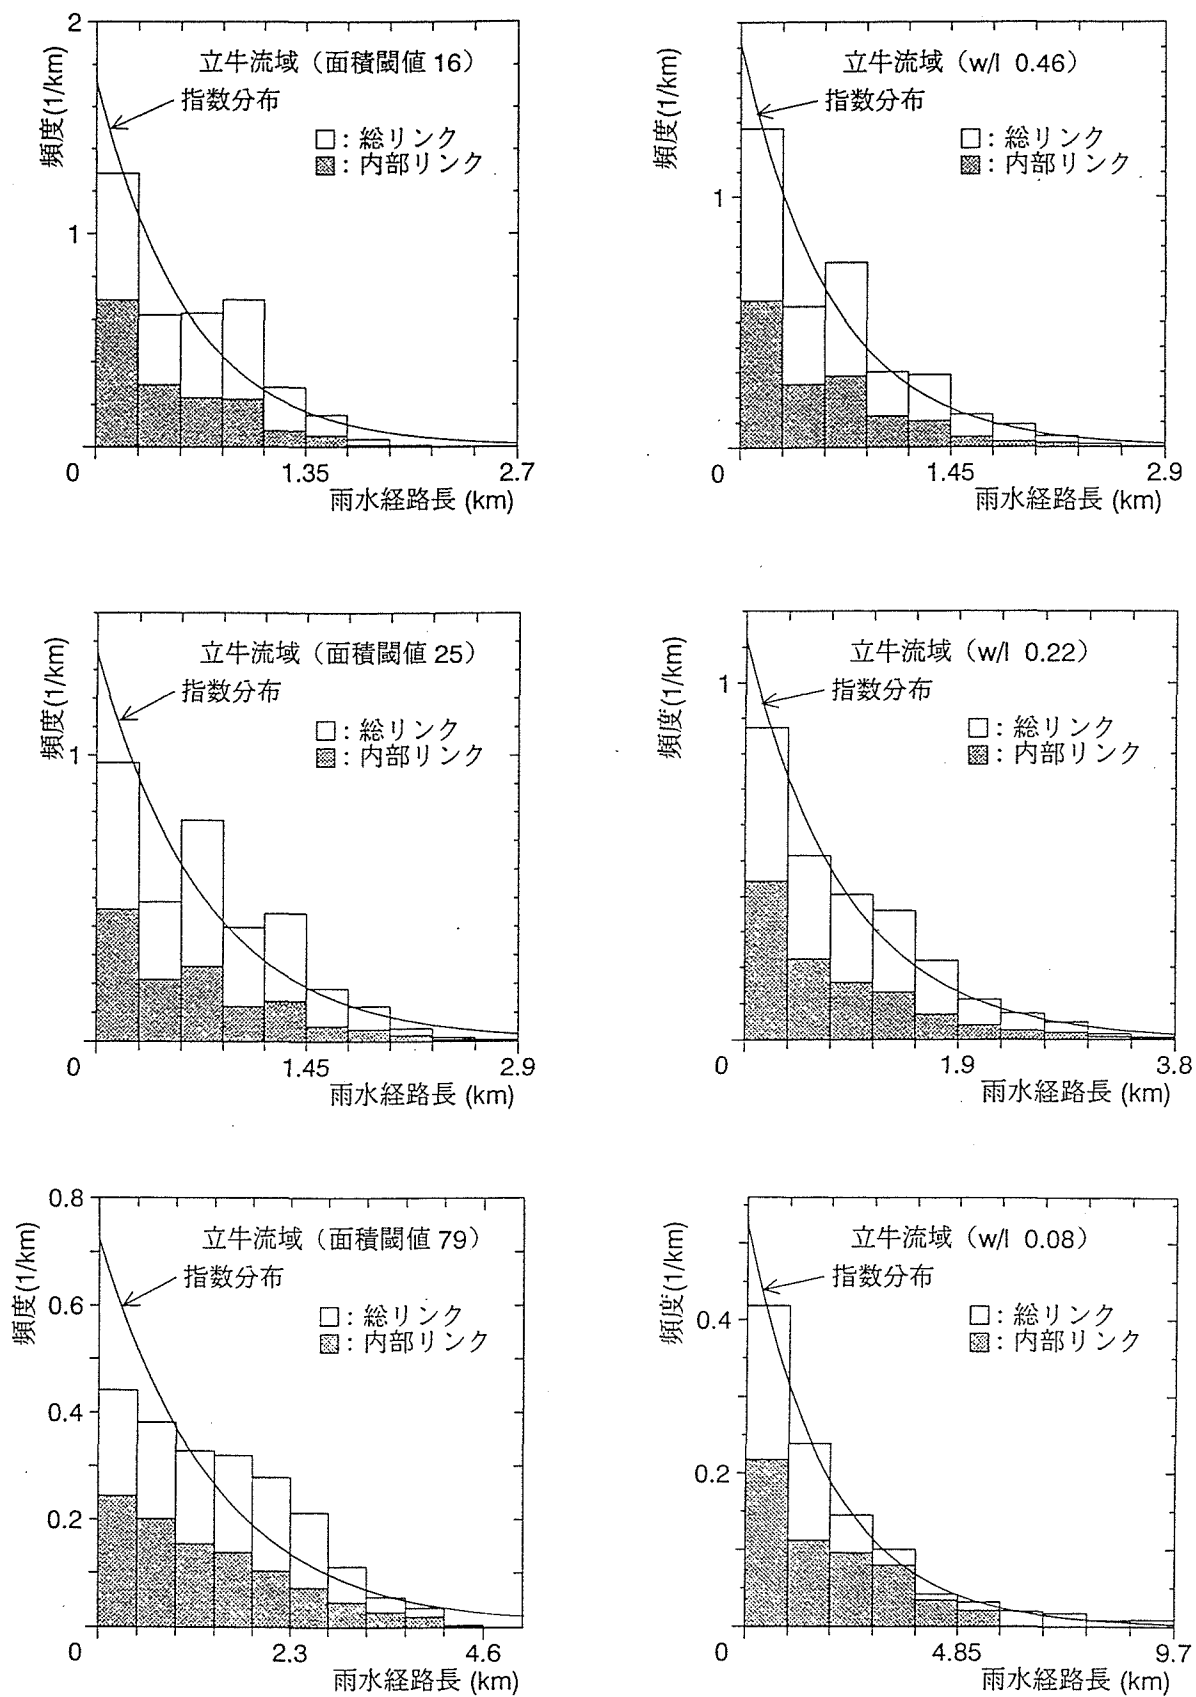 2
立牛流域（面積閾値 16）
指数分布
□：総リンク
：内部リンク
頻度(1/km)
1
0
1.35
2.7
雨水経路長 (km)
立牛流域（w/l 0.46）
指数分布
□：総リンク
：内部リンク
頻度(1/km)
1
0
1.45
2.9
雨水経路長 (km)
立牛流域（面積閾値 25）
指数分布
□：総リンク
：内部リンク
頻度(1/km)
1
0
1.45
2.9
雨水経路長 (km)
立牛流域（w/l 0.22）
指数分布
□：総リンク
：内部リンク
頻度(1/km)
1
0
1.9
3.8
雨水経路長 (km)
0.8
立牛流域（面積閾値 79）
指数分布
□：総リンク
：内部リンク
頻度(1/km)
0.6
0.4
0.2
0
2.3
4.6
雨水経路長 (km)
立牛流域（w/l 0.08）
指数分布
□：総リンク
：内部リンク
頻度(1/km)
0.4
0.2
0
4.85
9.7
雨水経路長 (km)